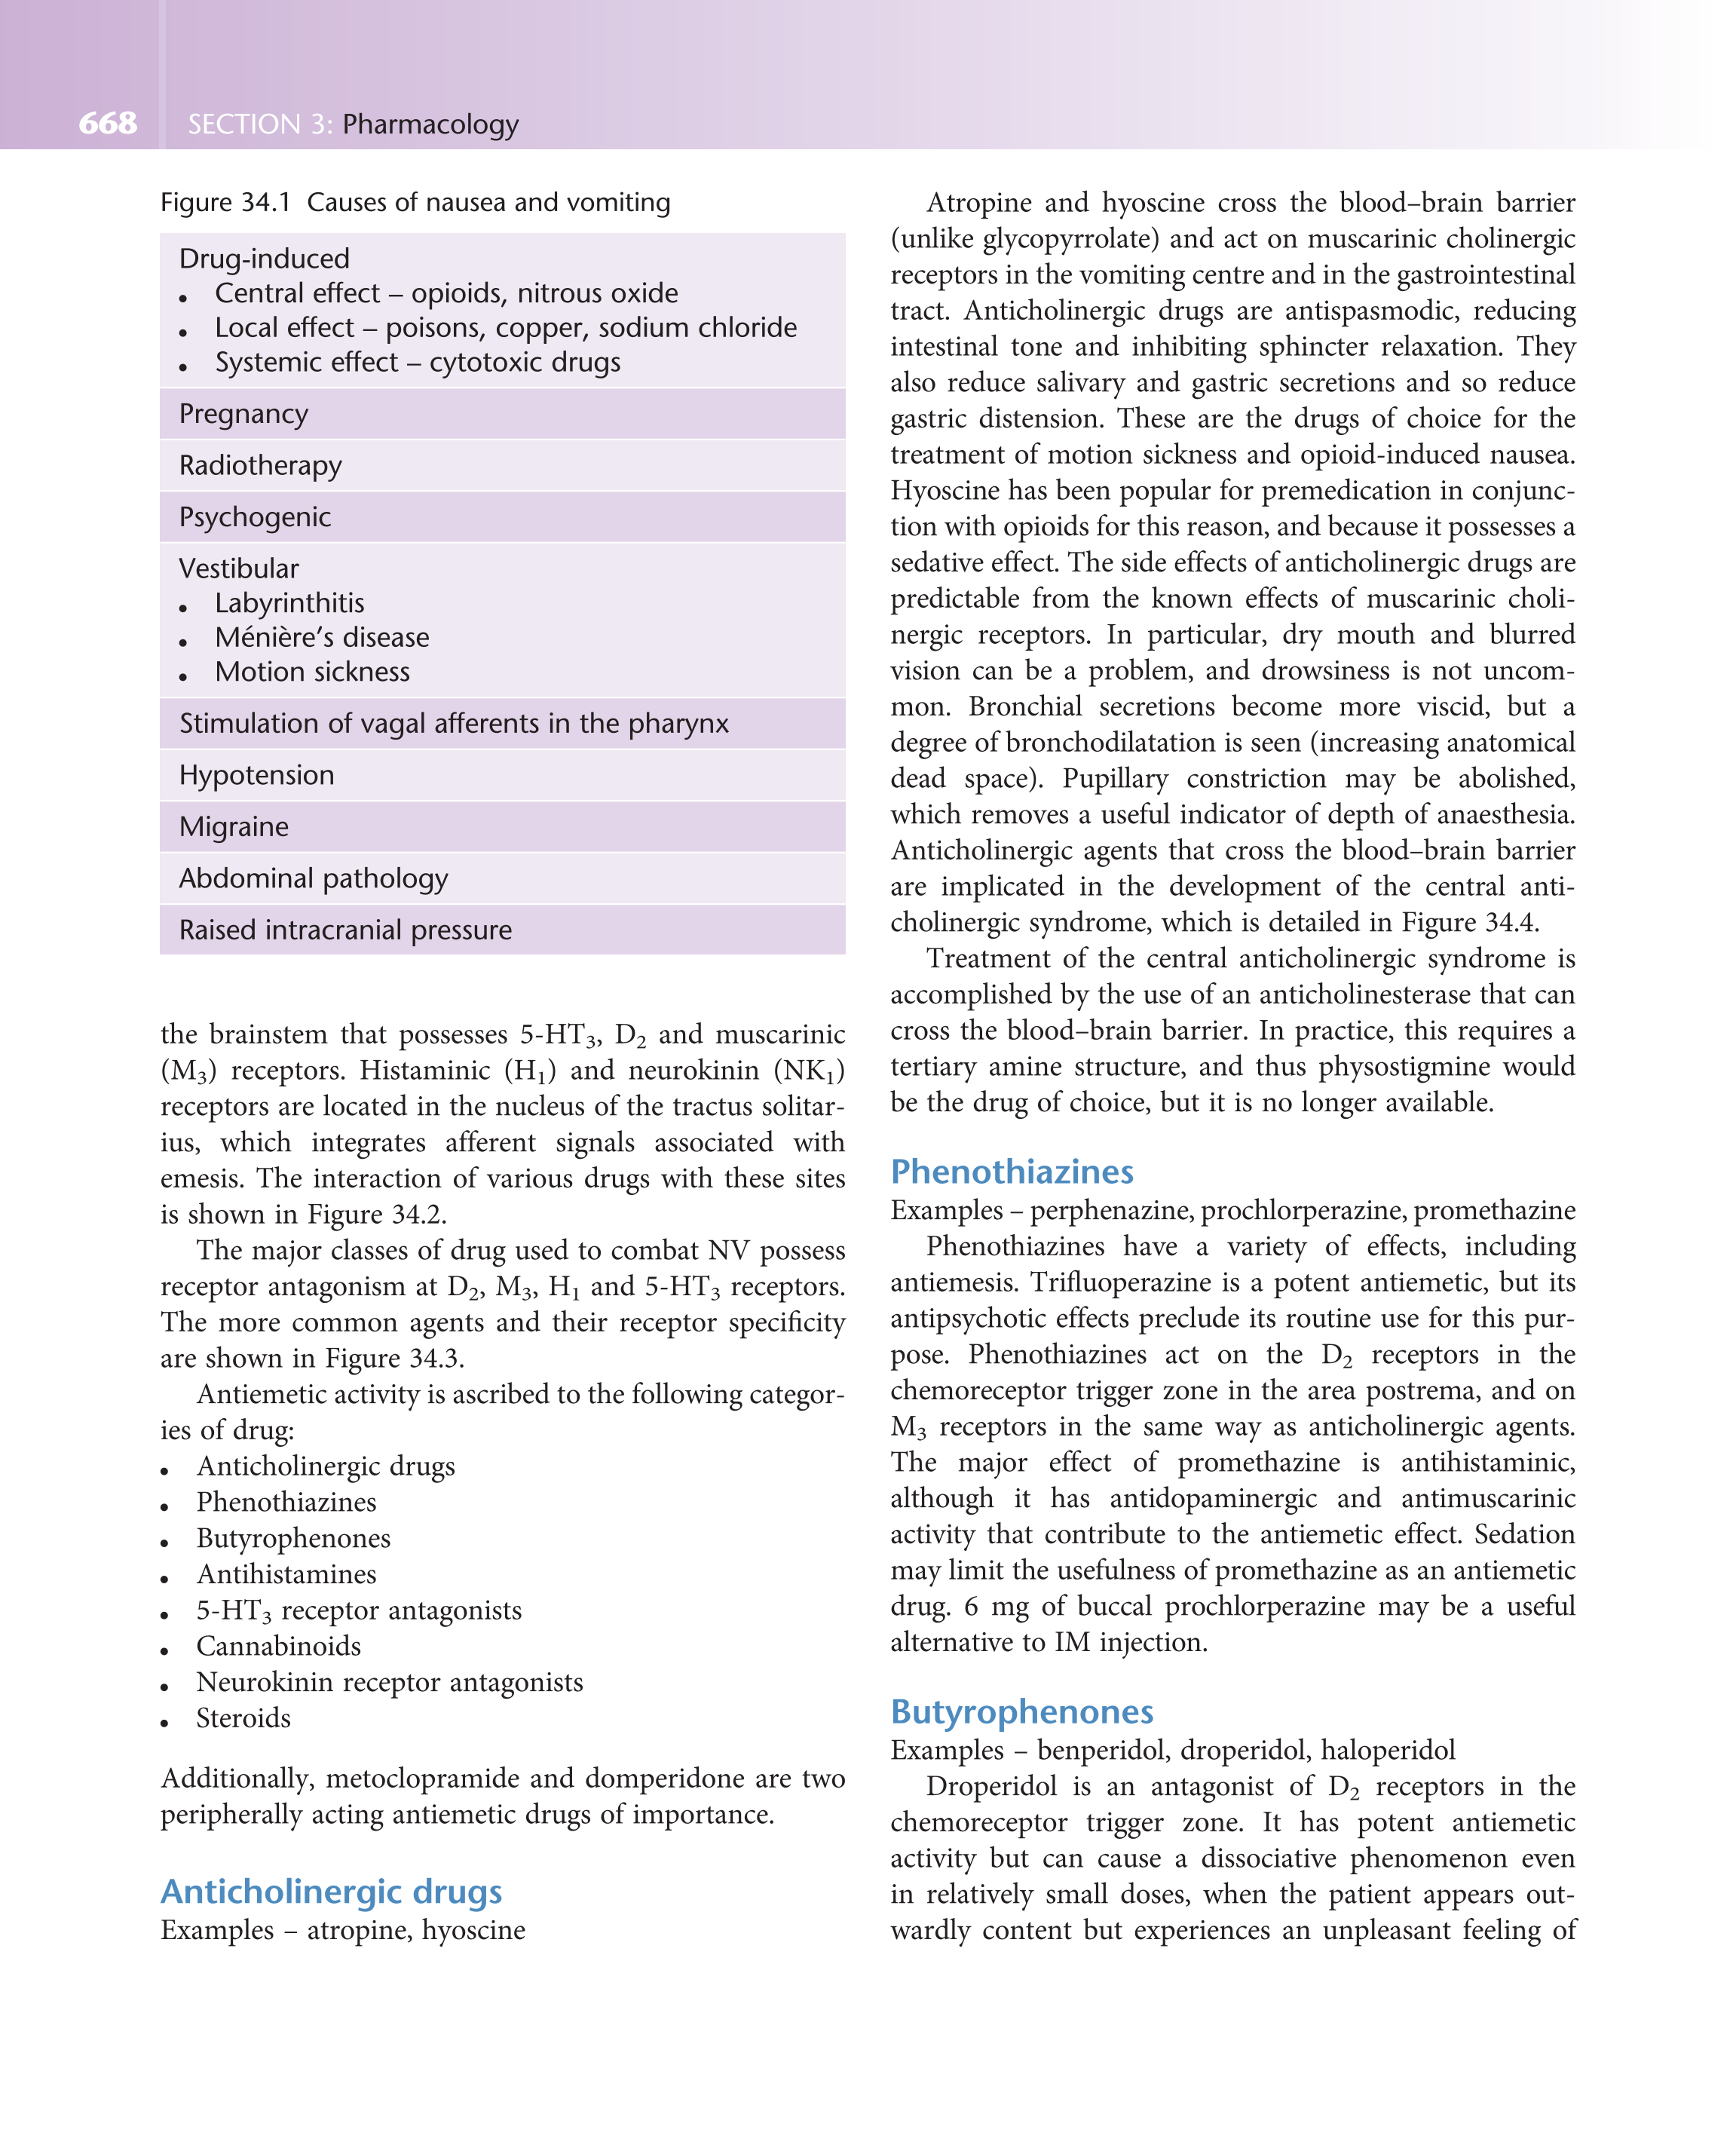 668 SECTION 3: Pharmacology
Figure 34.1 Causes of nausea and vomiting
Drug-induced
• Central effect – opioids, nitrous oxide
• Local effect – poisons, copper, sodium chloride
• Systemic effect – cytotoxic drugs
Pregnancy
Radiotherapy
Psychogenic
Vestibular
• Labyrinthitis
• Ménière’s disease
• Motion sickness
Stimulation of vagal afferents in the pharynx
Hypotension
Migraine
Abdominal pathology
Raised intracranial pressure
the brainstem that possesses 5-HT₃, D₂ and muscarinic
(M₃) receptors. Histaminic (H₁) and neurokinin (NK₁)
receptors are located in the nucleus of the tractus solitar-
ius, which integrates afferent signals associated with
emesis. The interaction of various drugs with these sites
is shown in Figure 34.2.
The major classes of drug used to combat NV possess
receptor antagonism at D₂, M₃, H₁ and 5-HT₃ receptors.
The more common agents and their receptor specificity
are shown in Figure 34.3.
Antiemetic activity is ascribed to the following categor-
ies of drug:
• Anticholinergic drugs
• Phenothiazines
• Butyrophenones
• Antihistamines
• 5-HT₃ receptor antagonists
• Cannabinoids
• Neurokinin receptor antagonists
• Steroids
Additionally, metoclopramide and domperidone are two
peripherally acting antiemetic drugs of importance.
Anticholinergic drugs
Examples – atropine, hyoscine
Atropine and hyoscine cross the blood–brain barrier
(unlike glycopyrrolate) and act on muscarinic cholinergic
receptors in the vomiting centre and in the gastrointestinal
tract. Anticholinergic drugs are antispasmodic, reducing
intestinal tone and inhibiting sphincter relaxation. They
also reduce salivary and gastric secretions and so reduce
gastric distension. These are the drugs of choice for the
treatment of motion sickness and opioid-induced nausea.
Hyoscine has been popular for premedication in conjunc-
tion with opioids for this reason, and because it possesses a
sedative effect. The side effects of anticholinergic drugs are
predictable from the known effects of muscarinic choli-
nergic receptors. In particular, dry mouth and blurred
vision can be a problem, and drowsiness is not uncom-
mon. Bronchial secretions become more viscid, but a
degree of bronchodilatation is seen (increasing anatomical
dead space). Pupillary constriction may be abolished,
which removes a useful indicator of depth of anaesthesia.
Anticholinergic agents that cross the blood–brain barrier
are implicated in the development of the central anti-
cholinergic syndrome, which is detailed in Figure 34.4.
Treatment of the central anticholinergic syndrome is
accomplished by the use of an anticholinesterase that can
cross the blood–brain barrier. In practice, this requires a
tertiary amine structure, and thus physostigmine would
be the drug of choice, but it is no longer available.
Phenothiazines
Examples – perphenazine, prochlorperazine, promethazine
Phenothiazines have a variety of effects, including
antiemesis. Trifluoperazine is a potent antiemetic, but its
antipsychotic effects preclude its routine use for this pur-
pose. Phenothiazines act on the D₂ receptors in the
chemoreceptor trigger zone in the area postrema, and on
M₃ receptors in the same way as anticholinergic agents.
The major effect of promethazine is antihistaminic,
although it has antidopaminergic and antimuscarinic
activity that contribute to the antiemetic effect. Sedation
may limit the usefulness of promethazine as an antiemetic
drug. 6 mg of buccal prochlorperazine may be a useful
alternative to IM injection.
Butyrophenones
Examples – benperidol, droperidol, haloperidol
Droperidol is an antagonist of D₂ receptors in the
chemoreceptor trigger zone. It has potent antiemetic
activity but can cause a dissociative phenomenon even
in relatively small doses, when the patient appears out-
wardly content but experiences an unpleasant feeling of